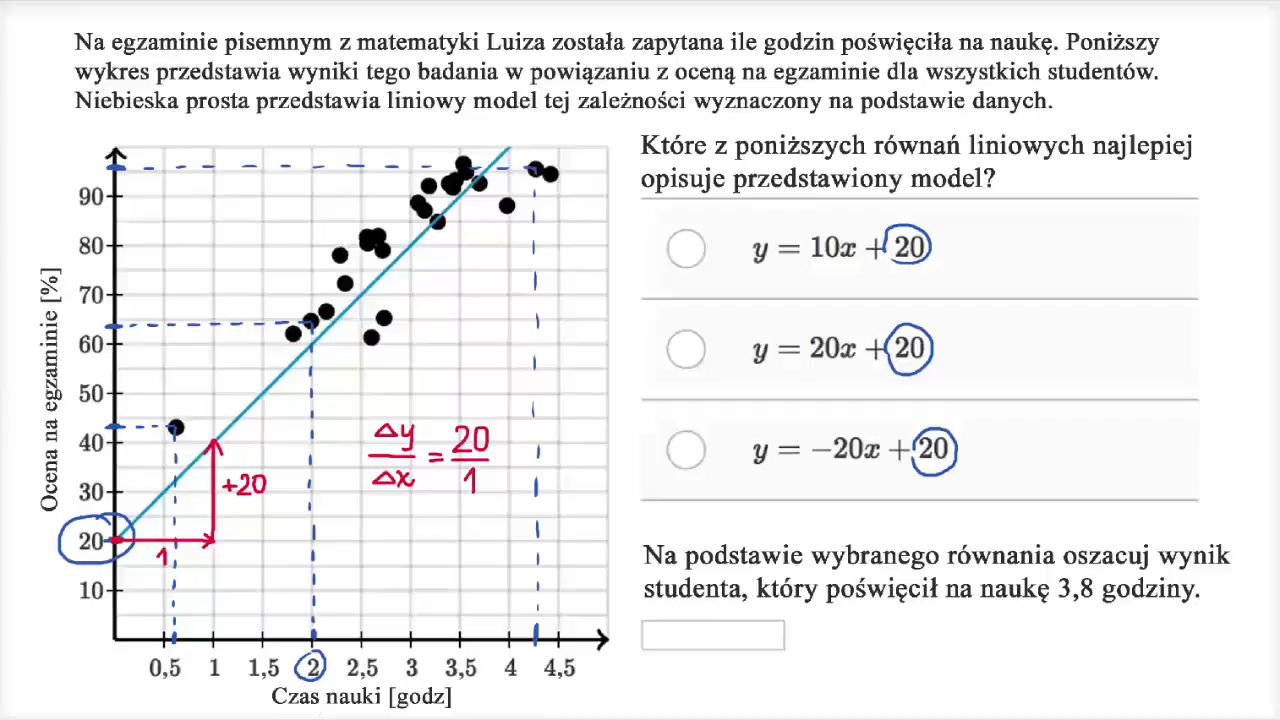 Na egzaminie pisemnym z matematyki Luiza została zapytana ile godzin poświęciła na naukę. Poniższy
wykres przedstawia wyniki tego badania w powiązaniu z oceną na egzaminie dla wszystkich studentów.
Niebieska prosta przedstawia liniowy model tej zależności wyznaczony na podstawie danych.
Które z poniższych równań liniowych najlepiej
opisuje przedstawiony model?
y = 10x + 20
y = 20x + 20
y = −20x + 20
Na podstawie wybranego równania oszacuj wynik
studenta, który poświęcił na naukę 3,8 godziny.
Ocena na egzaminie [%]
90
80
70
60
50
40
30
20
10
Δy/Δx = 20/1
+20
1
0,5 1 1,5 2 2,5 3 3,5 4 4,5
Czas nauki [godz]